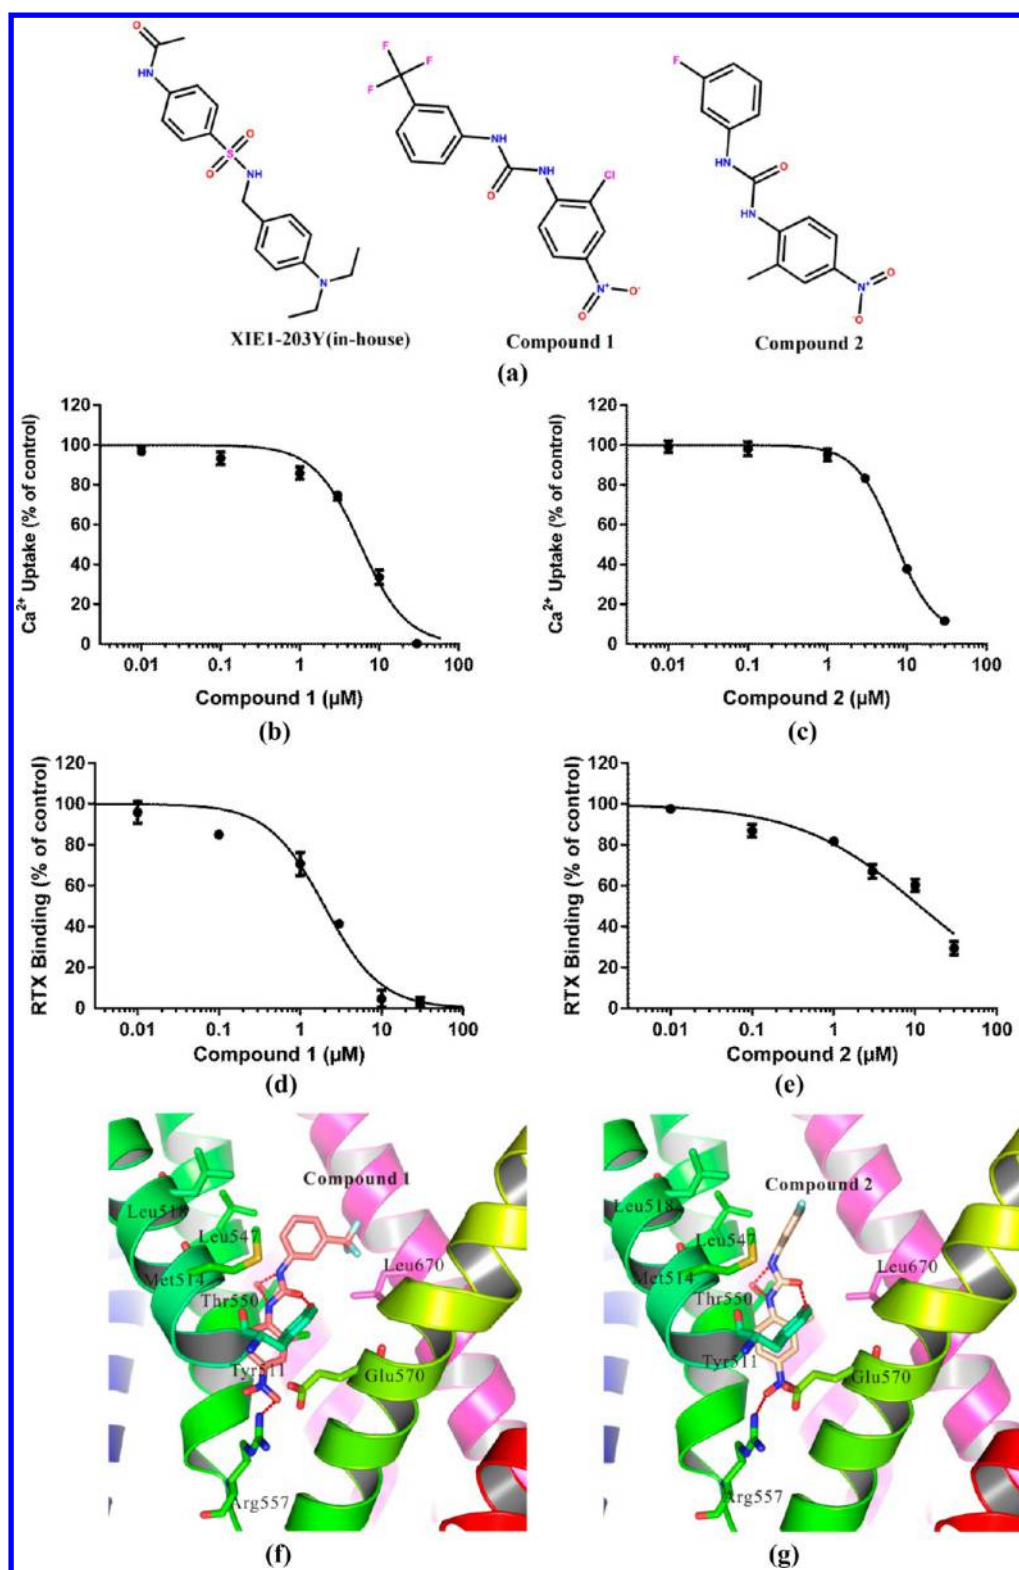 O
HN
O
S
O
NH
N
F
F
F
NH
O
NH
Cl
N+
O-
O
F
NH
O
NH
N+
O
O-
XIE1-203Y(in-house)
Compound 1
Compound 2
(a)
Ca2+ Uptake (% of control)
120
100
80
60
40
20
0
0.01 0.1 1 10 100
Compound 1 (µM)
(b)
Ca2+ Uptake (% of control)
120
100
80
60
40
20
0
0.01 0.1 1 10 100
Compound 2 (µM)
(c)
RTX Binding (% of control)
120
100
80
60
40
20
0
0.01 0.1 1 10 100
Compound 1 (µM)
(d)
RTX Binding (% of control)
120
100
80
60
40
20
0
0.01 0.1 1 10 100
Compound 2 (µM)
(e)
Compound 1
Leu518
Leu547
Met514
Leu670
Thr550
Tyr511
Glu570
Arg557
(f)
Compound 2
Leu518
Leu547
Met514
Leu670
Thr550
Tyr511
Glu570
Arg557
(g)